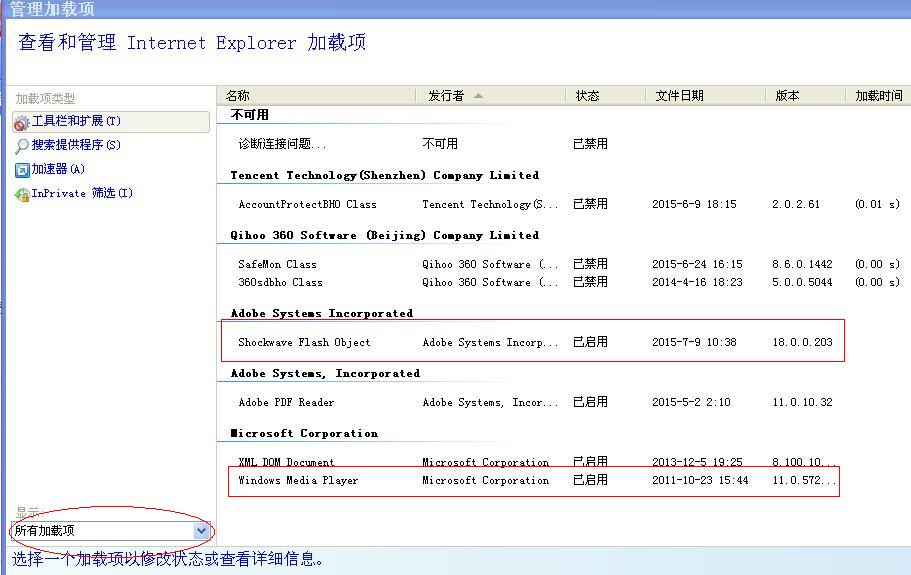 管理加载项
查看和管理 Internet Explorer 加载项
加载项类型
工具栏和扩展(T)
搜索提供程序(S)
加速器(A)
InPrivate 筛选(I)
名称 发行者 状态 文件日期 版本 加载时间
不可用
诊断连接问题... 不可用 已禁用
Tencent Technology(Shenzhen) Company Limited
AccountProtectBHO Class Tencent Technology(S... 已禁用 2015-6-9 18:15 2.0.2.61 (0.01 s)
Qihoo 360 Software (Beijing) Company Limited
SafeMon Class Qihoo 360 Software (... 已禁用 2015-6-24 16:15 8.6.0.1442 (0.00 s)
360sdbho Class Qihoo 360 Software (... 已禁用 2014-4-16 18:23 5.0.0.5044 (0.00 s)
Adobe Systems Incorporated
Shockwave Flash Object Adobe Systems Incorp... 已启用 2015-7-9 10:38 18.0.0.203
Adobe Systems, Incorporated
Adobe PDF Reader Adobe Systems, Incor... 已启用 2015-5-2 2:10 11.0.10.32
Microsoft Corporation
XML DOM Document Microsoft Corporation 已启用 2013-12-5 19:25 8.100.10...
Windows Media Player Microsoft Corporation 已启用 2011-10-23 15:44 11.0.572...
显示:
所有加载项
选择一个加载项以修改状态或查看详细信息。